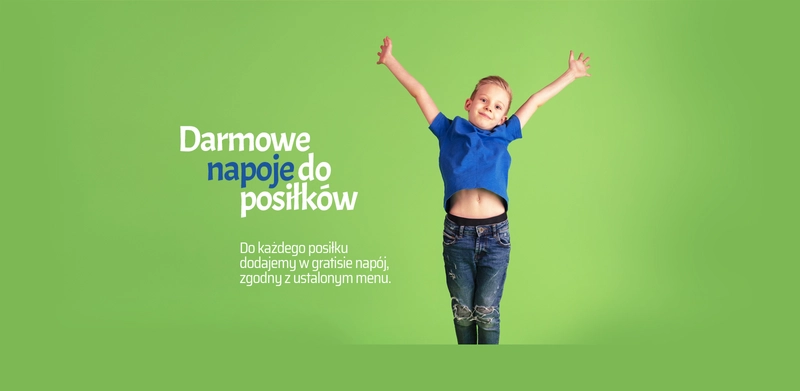 Darmowe
napoje do
posiłków
Do każdego posiłku
dodajemy w gratisie napój,
zgodny z ustalonym menu.